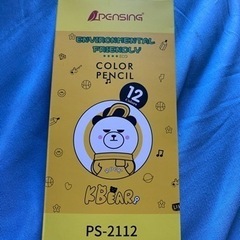 PENSING
ENVIRONMENTAL
FRIENDLY
COLOR
PENCIL
12
KBEAR
PS-2112